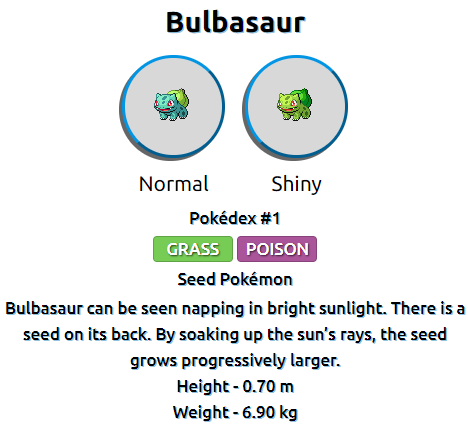 Bulbasaur
Normal
Shiny
Pokédex #1
GRASS
POISON
Seed Pokémon
Bulbasaur can be seen napping in bright sunlight. There is a
seed on its back. By soaking up the sun's rays, the seed
grows progressively larger.
Height - 0.70 m
Weight - 6.90 kg